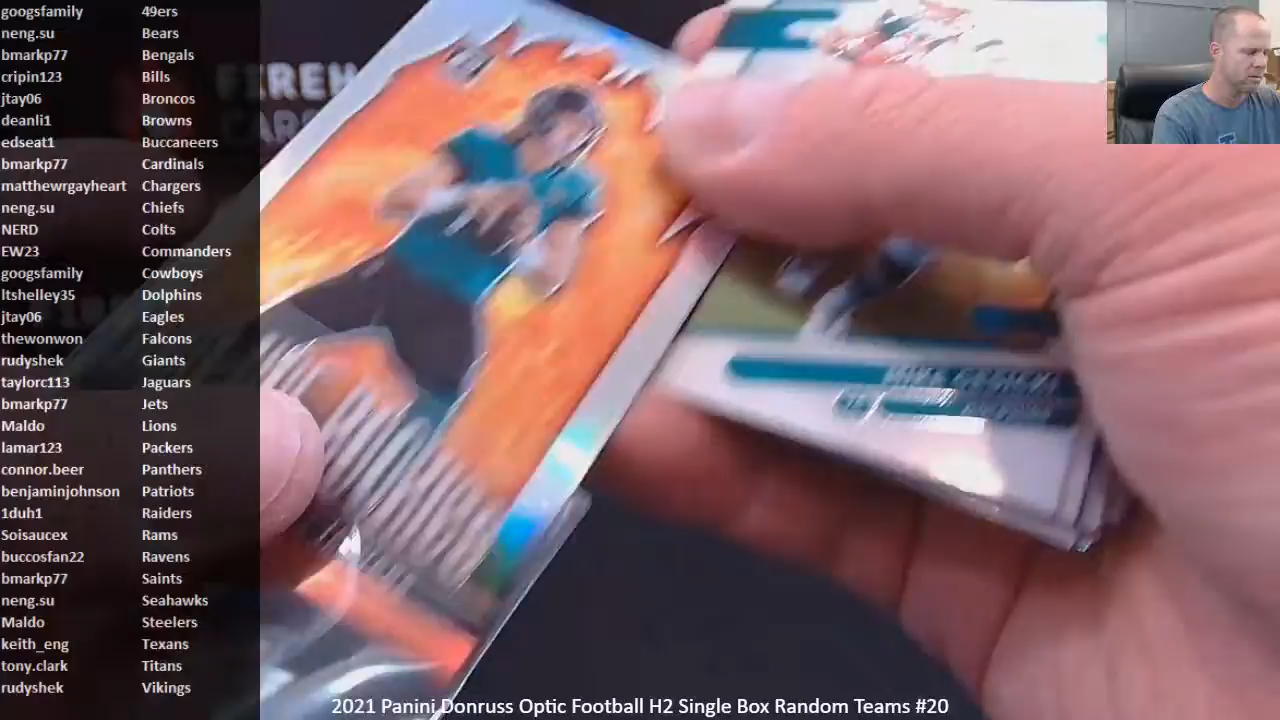 googsfamily 49ers
neng.su Bears
bmarkp77 Bengals
cripin123 Bills
jtay06 Broncos
deanli1 Browns
edseat1 Buccaneers
bmarkp77 Cardinals
matthewrgayheart Chargers
neng.su Chiefs
NERD Colts
EW23 Commanders
googsfamily Cowboys
ltshelley35 Dolphins
jtay06 Eagles
thewonwon Falcons
rudyshek Giants
taylorc113 Jaguars
bmarkp77 Jets
Maldo Lions
lamar123 Packers
connor.beer Panthers
benjaminjohnson Patriots
1duh1 Raiders
Soisaucex Rams
buccosfan22 Ravens
bmarkp77 Saints
neng.su Seahawks
Maldo Steelers
keith_eng Texans
tony.clark Titans
rudyshek Vikings
2021 Panini Donruss Optic Football H2 Single Box Random Teams #20